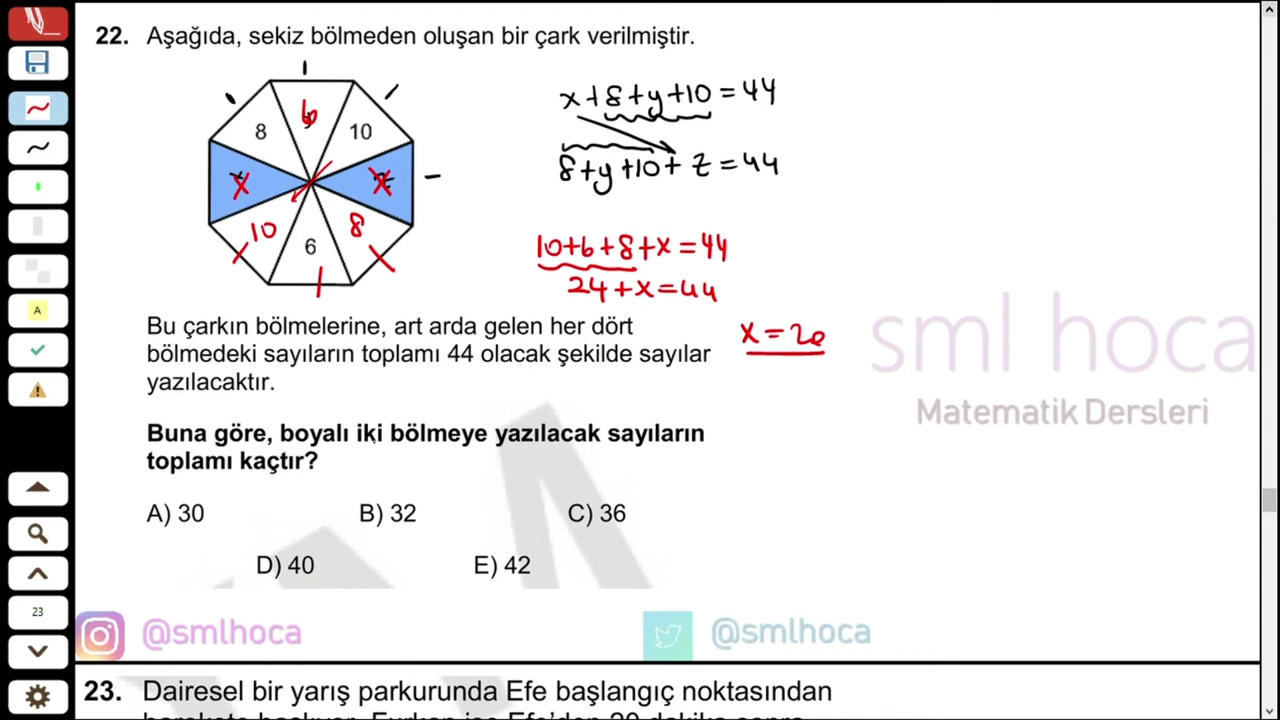 22. Aşağıda, sekiz bölmeden oluşan bir çark verilmiştir.
8
6
10
x
x
10
6
8
x+8+y+10=44
8+y+10+z=44
10+6+8+x=44
24+x=44
x=20
Bu çarkın bölmelerine, art arda gelen her dört
bölmedeki sayıların toplamı 44 olacak şekilde sayılar
yazılacaktır.
Buna göre, boyalı iki bölmeye yazılacak sayıların
toplamı kaçtır?
A) 30 B) 32 C) 36
D) 40 E) 42
sml hoca
Matematik Dersleri
@smlhoca @smlhoca
23. Dairesel bir yarış parkurunda Efe başlangıç noktasından
A
23